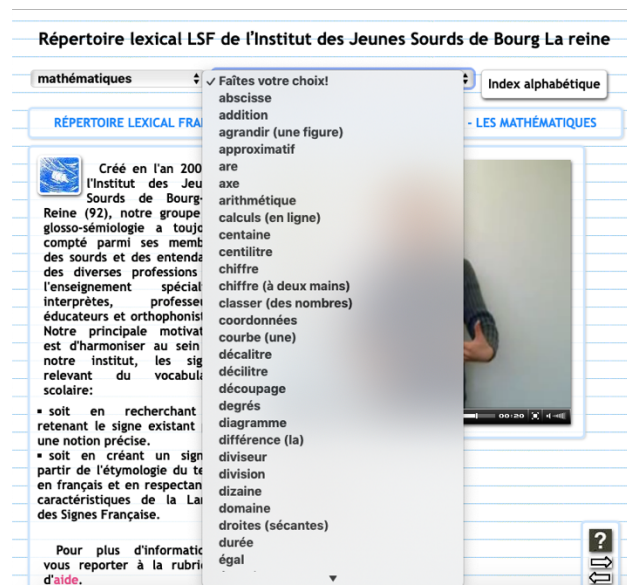 Répertoire lexical LSF de l'Institut des Jeunes Sourds de Bourg La reine
mathématiques
Index alphabétique
RÉPERTOIRE LEXICAL FRA
- LES MATHÉMATIQUES
Créé en l'an 200
l'Institut des Jeu
Sourds de Bourg-
Reine (92), notre groupe
glosso-sémiologie a toujo
compté parmi ses memb
des sourds et des entenda
des diverses professions
l'enseignement spécial
interprètes, professeu
éducateurs et orthophonist
Notre principale motivat
est d'harmoniser au sein
notre institut, les sig
relevant du vocabula
scolaire:
▪ soit en recherchant
retenant le signe existant
une notion précise.
▪ soit en créant un sign
partir de l'étymologie du te
en français et en respectan
caractéristiques de la Lan
des Signes Française.
Pour plus d'informatio
vous reporter à la rubri
d'aide.
✓ Faîtes votre choix!
abscisse
addition
agrandir (une figure)
approximatif
are
axe
arithmétique
calculs (en ligne)
centaine
centilitre
chiffre
chiffre (à deux mains)
classer (des nombres)
coordonnées
courbe (une)
décalitre
décilitre
découpage
degrés
diagramme
différence (la)
diviseur
division
dizaine
domaine
droites (sécantes)
durée
égal
00:20
?